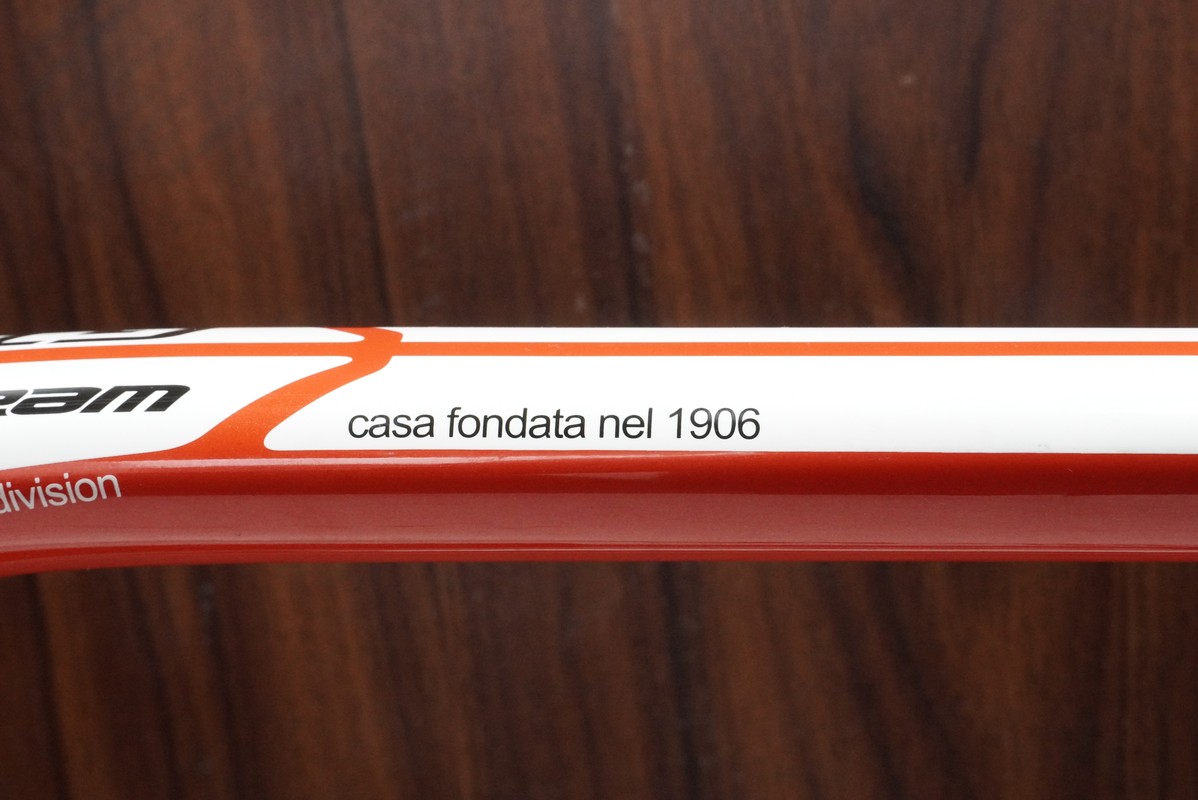 casa fondata nel 1906
division